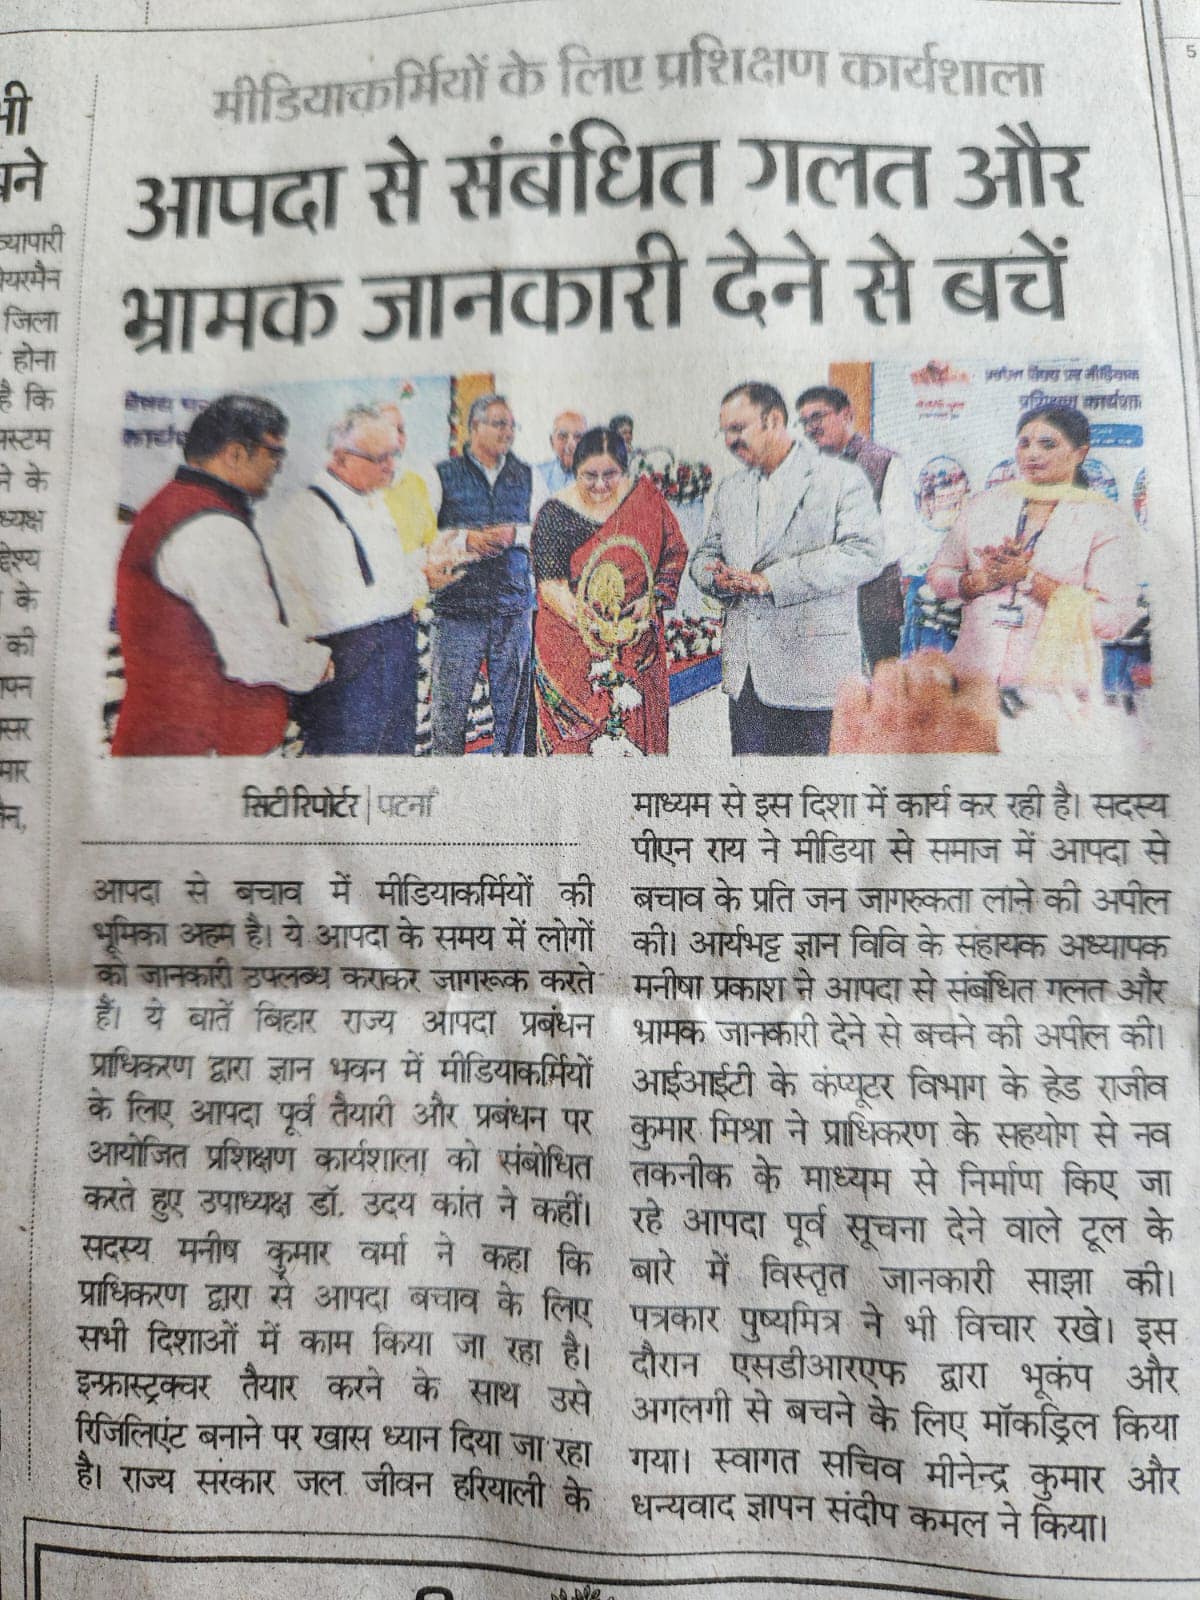 मीडियाकर्मियों के लिए प्रशिक्षण कार्यशाला
आपदा से संबंधित गलत और
भ्रामक जानकारी देने से बचें
प्रशिक्षण कार्यशा
सिटी रिपोर्टर | पटना
आपदा से बचाव में मीडियाकर्मियों की
भूमिका अहम है। ये आपदा के समय में लोगों
को जानकारी उपलब्ध कराकर जागरूक करते
हैं। ये बातें बिहार राज्य आपदा प्रबंधन
प्राधिकरण द्वारा ज्ञान भवन में मीडियाकर्मियों
के लिए आपदा पूर्व तैयारी और प्रबंधन पर
आयोजित प्रशिक्षण कार्यशाला को संबोधित
करते हुए उपाध्यक्ष डॉ. उदय कांत ने कहीं।
सदस्य मनीष कुमार वर्मा ने कहा कि
प्राधिकरण द्वारा से आपदा बचाव के लिए
सभी दिशाओं में काम किया जा रहा है।
इन्फ्रास्ट्रक्चर तैयार करने के साथ उसे
रिजिलिएंट बनाने पर खास ध्यान दिया जा रहा
है। राज्य सरकार जल जीवन हरियाली के
माध्यम से इस दिशा में कार्य कर रही है। सदस्य
पीएन राय ने मीडिया से समाज में आपदा से
बचाव के प्रति जन जागरुकता लाने की अपील
की। आर्यभट्ट ज्ञान विवि के सहायक अध्यापक
मनीषा प्रकाश ने आपदा से संबंधित गलत और
भ्रामक जानकारी देने से बचने की अपील की।
आईआईटी के कंप्यूटर विभाग के हेड राजीव
कुमार मिश्रा ने प्राधिकरण के सहयोग से नव
तकनीक के माध्यम से निर्माण किए जा
रहे आपदा पूर्व सूचना देने वाले टूल के
बारे में विस्तृत जानकारी साझा की।
पत्रकार पुष्यमित्र ने भी विचार रखे। इस
दौरान एसडीआरएफ द्वारा भूकंप और
अगलगी से बचने के लिए मॉकड्रिल किया
गया। स्वागत सचिव मीनेन्द्र कुमार और
धन्यवाद ज्ञापन संदीप कमल ने किया।
व्यापारी
जिला
होना
है कि
के
की
5